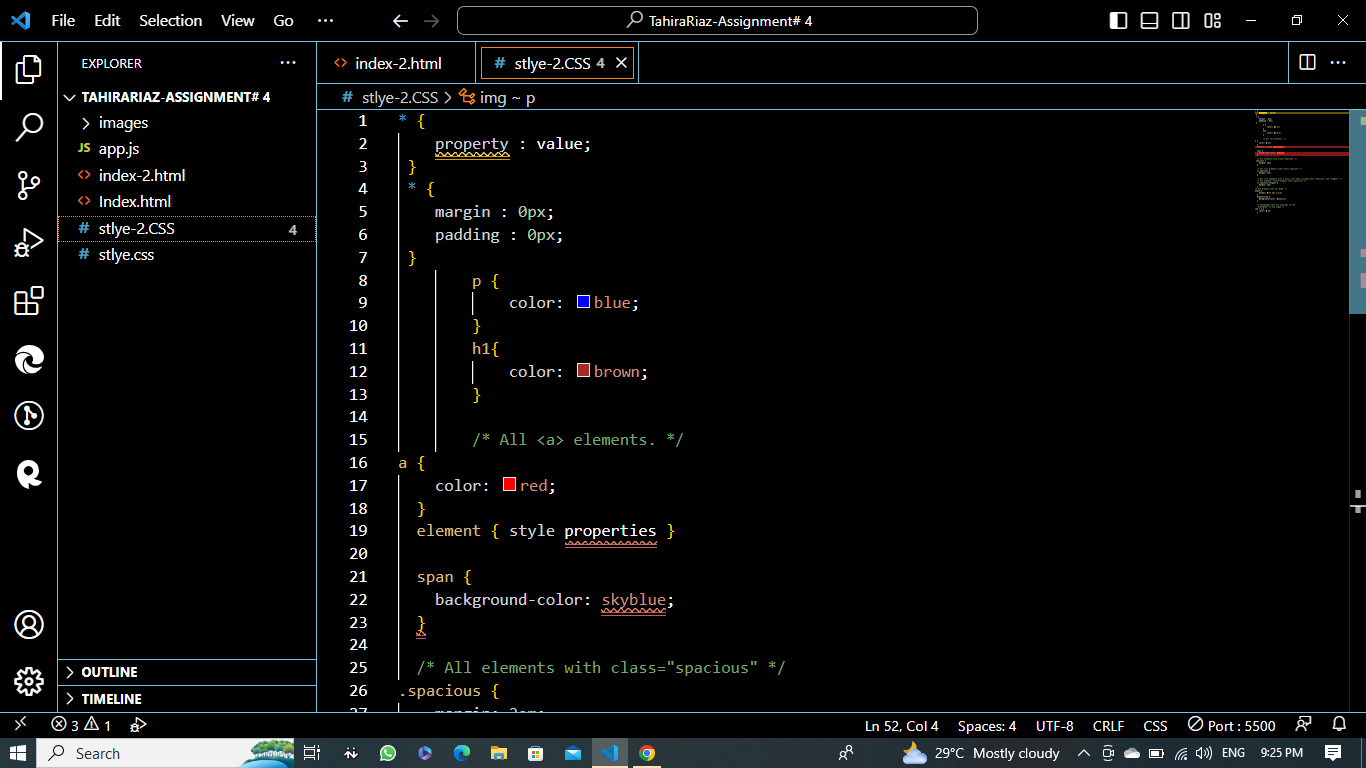 File Edit Selection View Go ··· TahiraRiaz-Assignment# 4
EXPLORER ···
TAHIRARIAZ-ASSIGNMENT# 4
images
JS app.js
index-2.html
Index.html
# stlye-2.CSS 4
# stlye.css
OUTLINE
TIMELINE
index-2.html # stlye-2.CSS 4
# stlye-2.CSS > img ~ p
1 * {
2 property : value;
3 }
4 * {
5 margin : 0px;
6 padding : 0px;
7 }
8 p {
9 color: blue;
10 }
11 h1{
12 color: brown;
13 }
14
15 /* All <a> elements. */
16 a {
17 color: red;
18 }
19 element { style properties }
20
21 span {
22 background-color: skyblue;
23 }
24
25 /* All elements with class="spacious" */
26 .spacious {
3 1 Ln 52, Col 4 Spaces: 4 UTF-8 CRLF CSS Port : 5500
Search 29°C Mostly cloudy ENG 9:25 PM